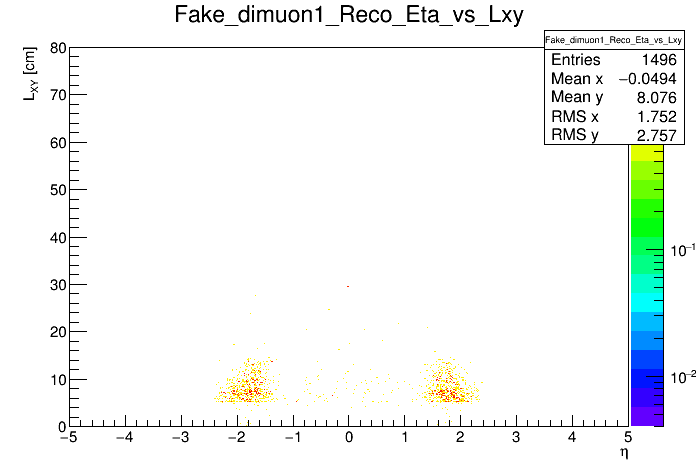 Fake_dimuon1_Reco_Eta_vs_Lxy
Fake_dimuon1_Reco_Eta_vs_Lxy
Entries 1496
Mean x −0.0494
Mean y 8.076
RMS x 1.752
RMS y 2.757
L_XY [cm]
80
70
60
50
40
30
20
10
0
−5 −4 −3 −2 −1 0 1 2 3 4 5
η
10^−1
10^−2